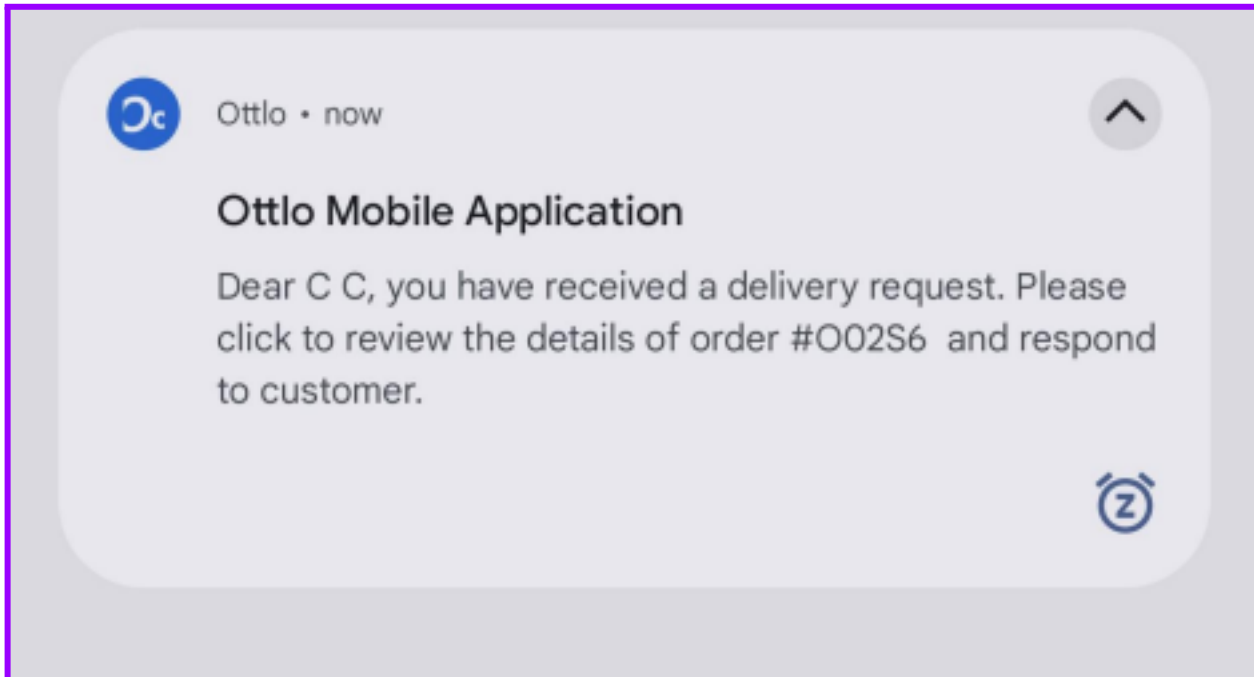 Ottlo • now
Ottlo Mobile Application
Dear C C, you have received a delivery request. Please
click to review the details of order #O02S6  and respond
to customer.